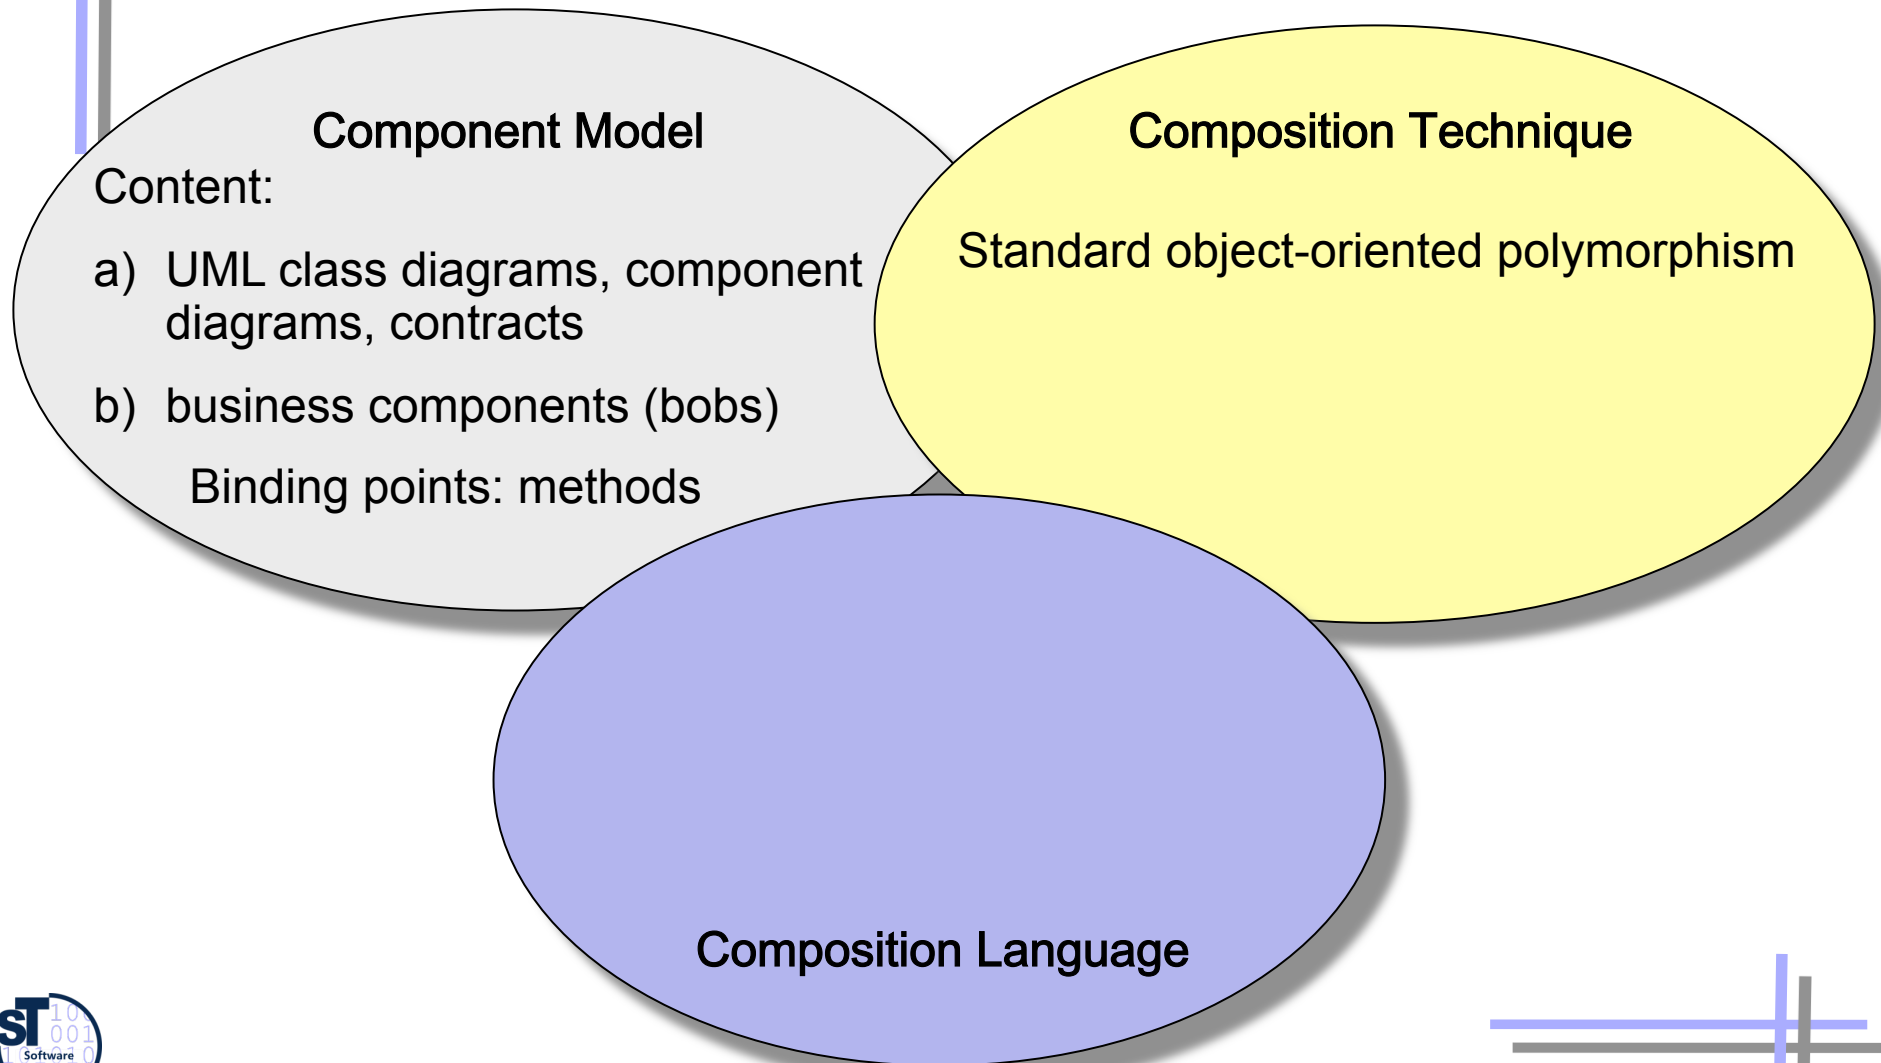 Component Model
Content:
a) UML class diagrams, component
diagrams, contracts
b) business components (bobs)
Binding points: methods
Composition Technique
Standard object-oriented polymorphism
Composition Language
ST
Software